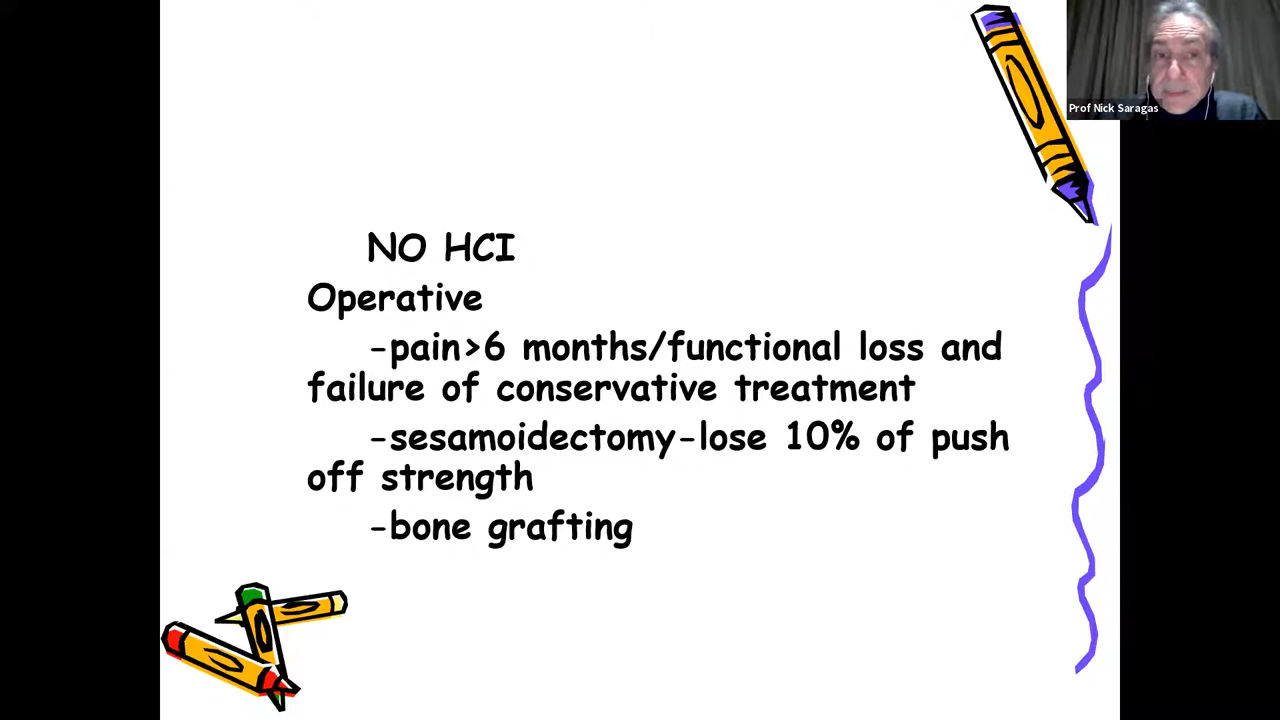 Prof Nick Saragas
NO HCI
Operative
-pain>6 months/functional loss and
failure of conservative treatment
-sesamoidectomy-lose 10% of push
off strength
-bone grafting